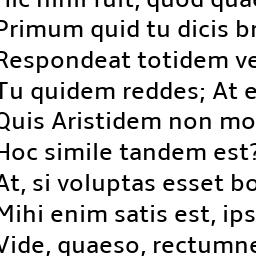 hic nihil fuit, quod quae
Primum quid tu dicis br
Respondeat totidem ve
Tu quidem reddes; At e
Quis Aristidem non mo
Hoc simile tandem est?
At, si voluptas esset bo
Mihi enim satis est, ips
Vide, quaeso, rectumne